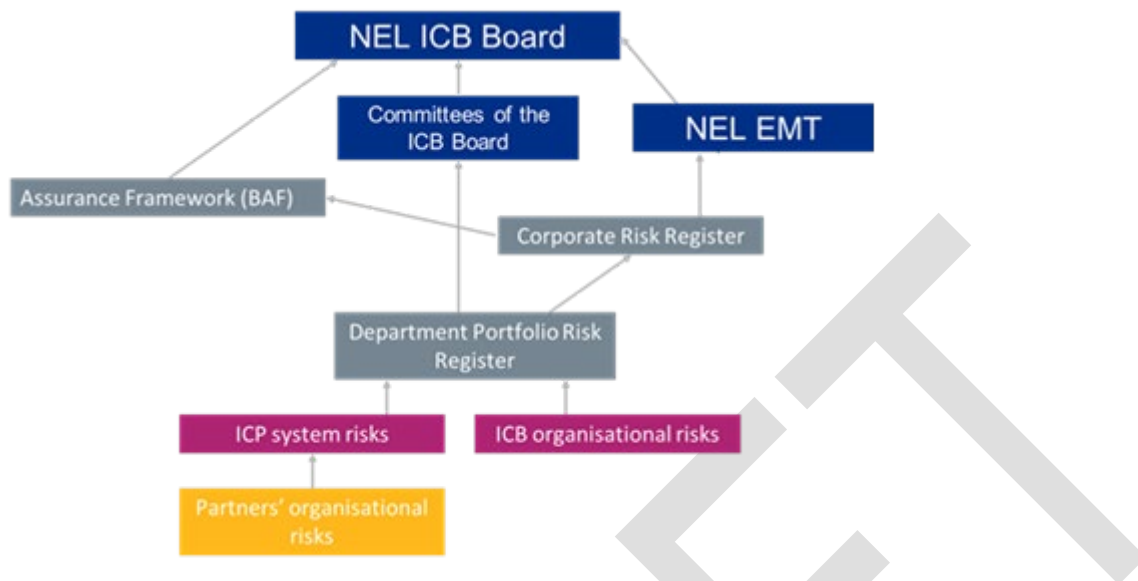 NEL ICB Board
Committees of the
ICB Board
NEL EMT
Assurance Framework (BAF)
Corporate Risk Register
Department Portfolio Risk
Register
ICP system risks
ICB organisational risks
Partners' organisational
risks